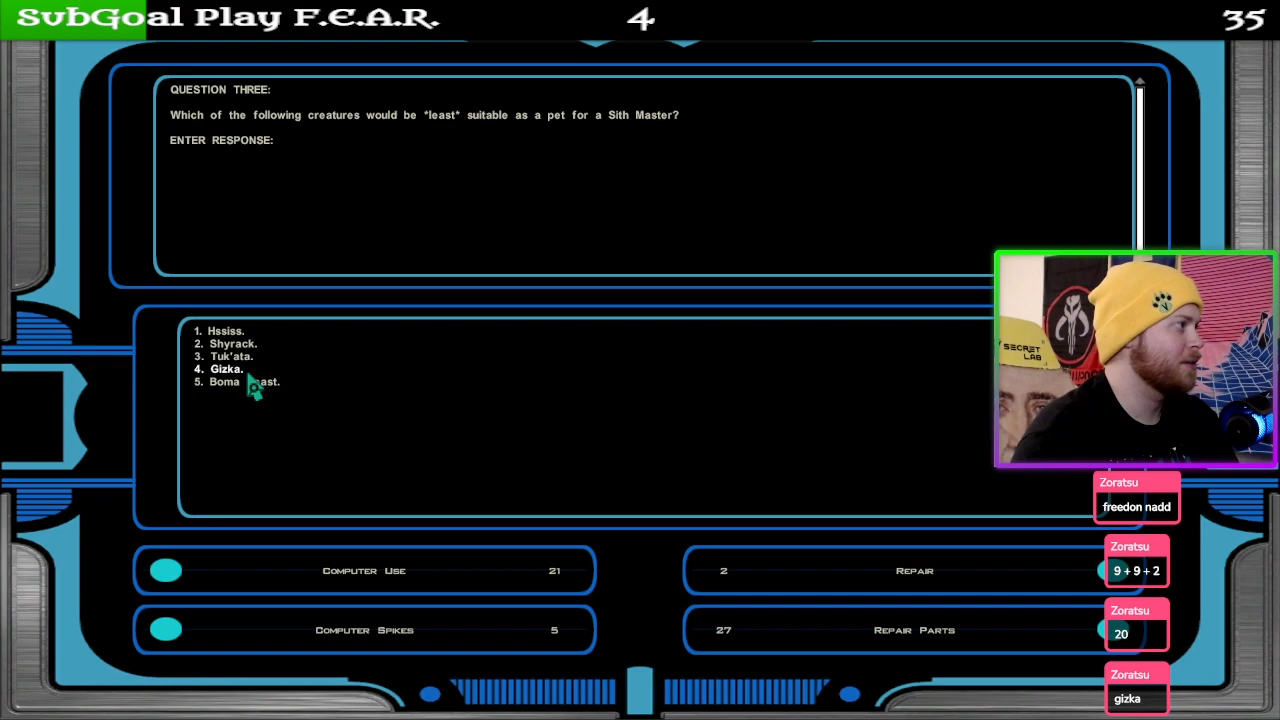 SubGoal Play F.E.A.R.
4
35
QUESTION THREE:
Which of the following creatures would be *least* suitable as a pet for a Sith Master?
ENTER RESPONSE:
1. Hssiss.
2. Shyrack.
3. Tuk'ata.
4. Gizka.
5. Boma ast.
SECRET LAB
Zoratsu
freedon nadd
Zoratsu
9 + 9 + 2
Zoratsu
20
Zoratsu
gizka
Computer Use 21
2 Repair
Computer Spikes 5
27 Repair Parts